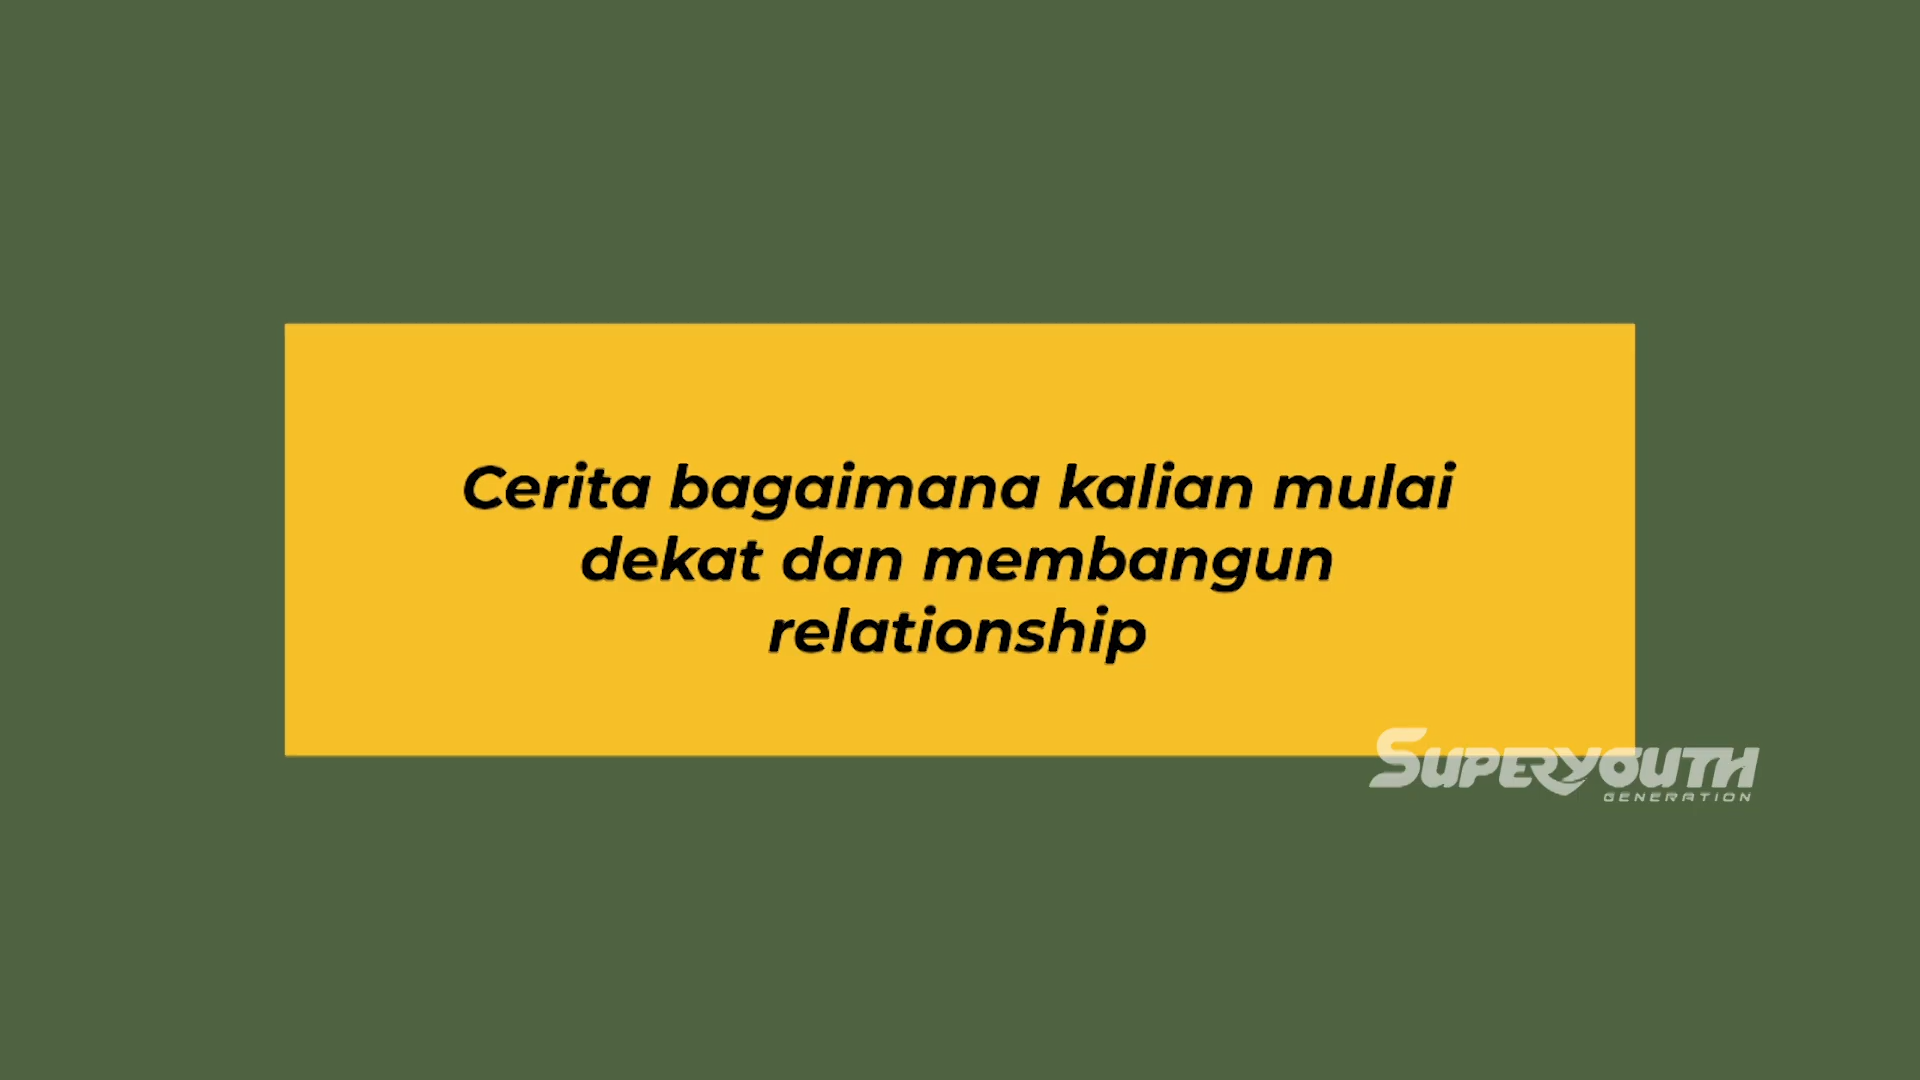 Cerita bagaimana kalian mulai
dekat dan membangun
relationship
SUPERYOUTH
GENERATION